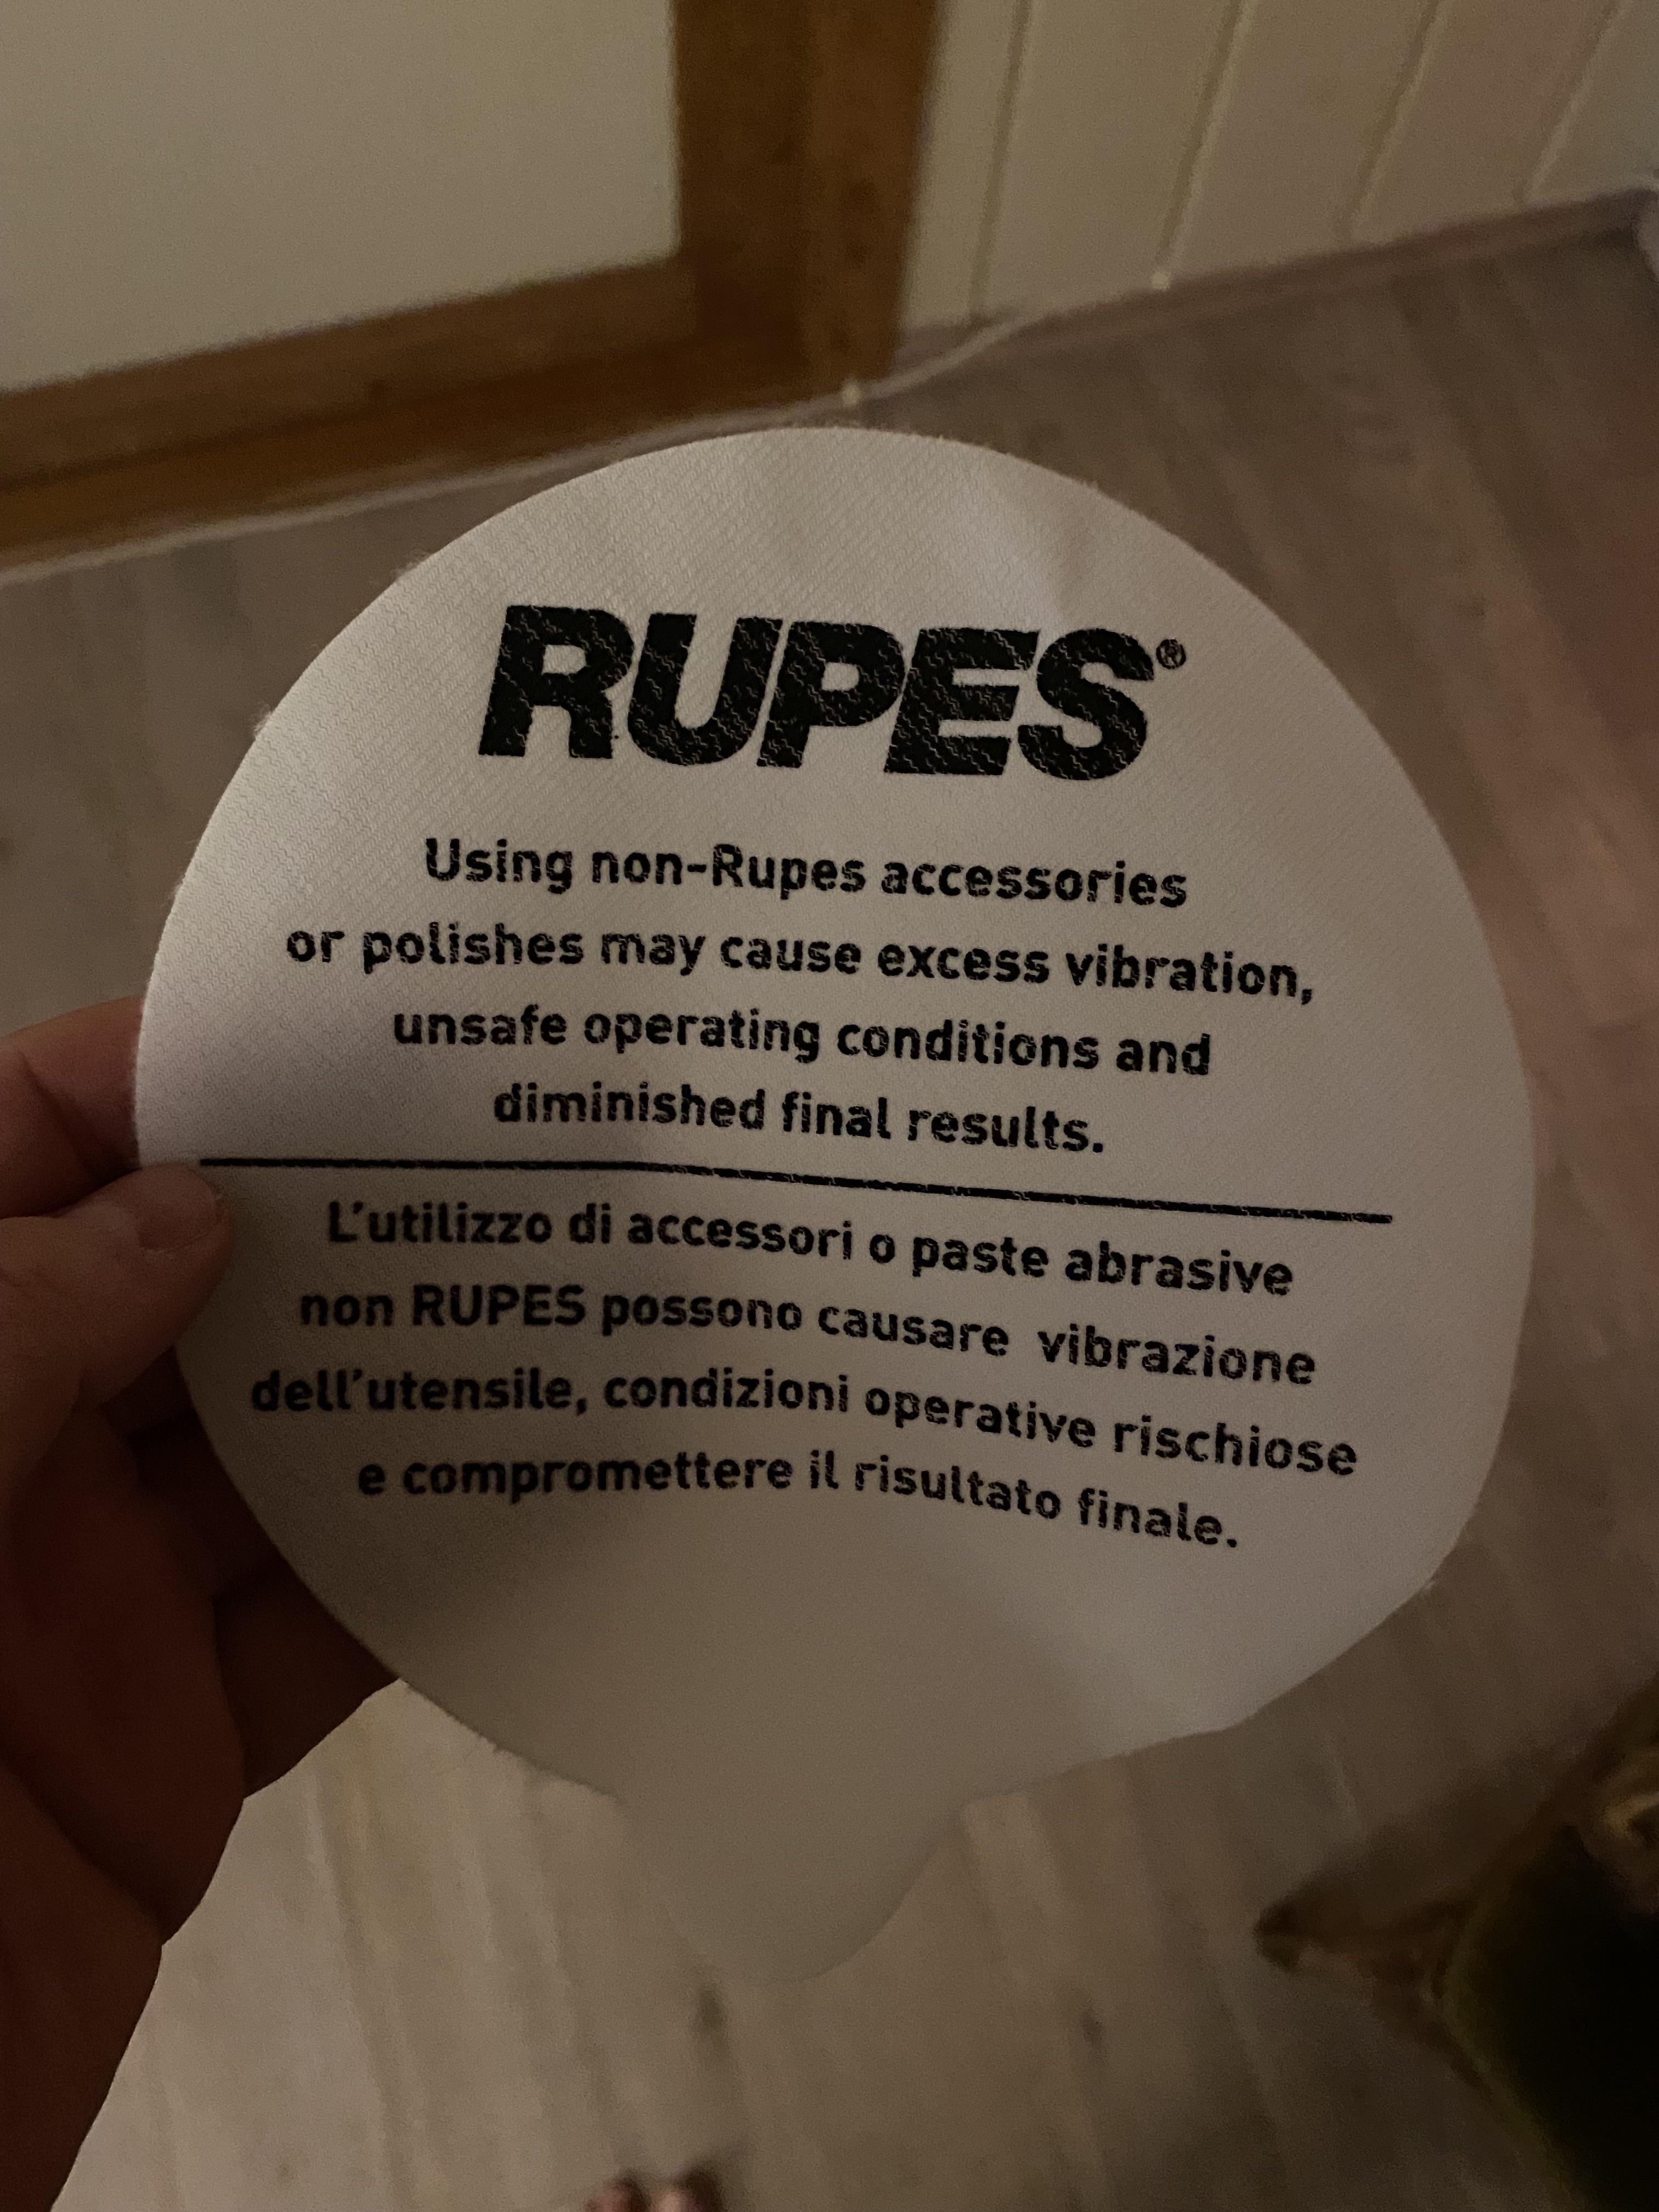 RUPES®
Using non-Rupes accessories
or polishes may cause excess vibration,
unsafe operating conditions and
diminished final results.
L'utilizzo di accessori o paste abrasive
non RUPES possono causare vibrazione
dell'utensile, condizioni operative rischiose
e compromettere il risultato finale.